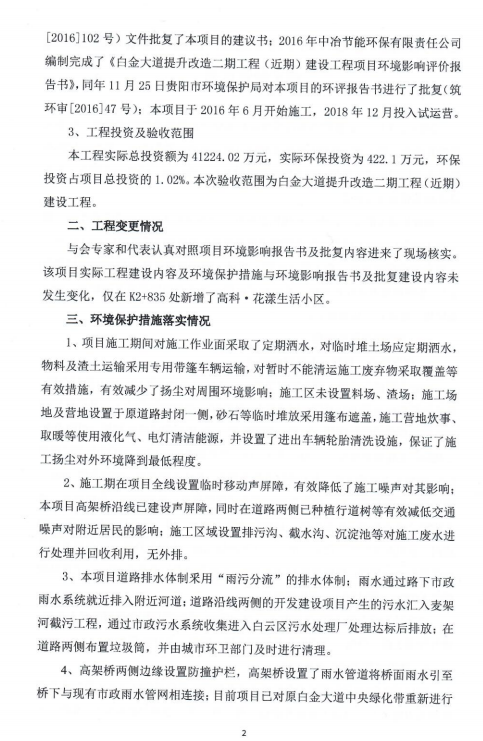 [2016]102 号）文件批复了本项目的建议书；2016 年中冶节能环保有限责任公司
编制完成了《白金大道提升改造二期工程（近期）建设工程项目环境影响评价报
告书》，同年 11 月 25 日贵阳市环境保护局对本项目的环评报告书进行了批复（筑
环审[2016]47 号）；本项目于 2016 年 6 月开始施工，2018 年 12 月投入试运营。
3、工程投资及验收范围
本工程实际总投资额为 41224.02 万元，实际环保投资为 422.1 万元，环保
投资占项目总投资的 1.02%。本次验收范围为白金大道提升改造二期工程（近期）
建设工程。
二、工程变更情况
与会专家和代表认真对照项目环境影响报告书及批复内容进来了现场核实。
该项目实际工程建设内容及环境保护措施与环境影响报告书及批复建设内容未
发生变化，仅在 K2+835 处新增了高科·花漾生活小区。
三、环境保护措施落实情况
1、项目施工期间对施工作业面采取了定期洒水，对临时堆土场应定期洒水，
物料及渣土运输采用专用带篷车辆运输，对暂时不能清运施工废弃物采取覆盖等
有效措施，有效减少了扬尘对周围环境影响；施工区未设置料场、渣场；施工场
地及营地设置于原道路封闭一侧，砂石等临时堆放采用篷布遮盖，施工营地炊事、
取暖等使用液化气、电灯清洁能源，并设置了进出车辆轮胎清洗设施，保证了施
工扬尘对外环境降到最低程度。
2、施工期在项目全线设置临时移动声屏障，有效降低了施工噪声对其影响；
本项目高架桥沿线已建设声屏障，同时在道路两侧已种植行道树等有效减低交通
噪声对附近居民的影响；施工区域设置排污沟、截水沟、沉淀池等对施工废水进
行处理并回收利用，无外排。
3、本项目道路排水体制采用“雨污分流”的排水体制；雨水通过路下市政
雨水系统就近排入附近河道；道路沿线两侧的开发建设项目产生的污水汇入麦架
河截污工程，通过市政污水系统收集进入白云区污水处理厂处理达标后排放；在
道路两侧布置垃圾筒，并由城市环卫部门及时进行清理。
4、高架桥两侧边缘设置防撞护栏，高架桥设置了雨水管道将桥面雨水引至
桥下与现有市政雨水管网相连接；目前项目已对原白金大道中央绿化带重新进行
2